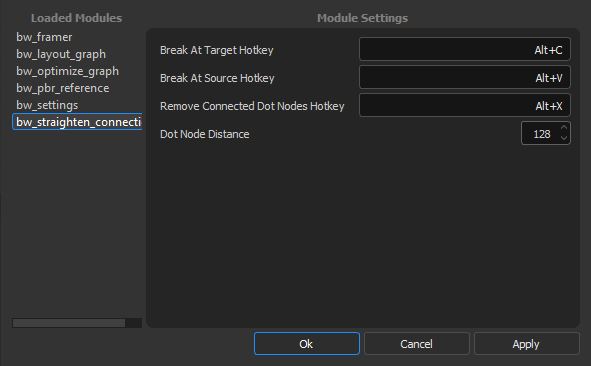 Loaded Modules
Module Settings
bw_framer
bw_layout_graph
bw_optimize_graph
bw_pbr_reference
bw_settings
bw_straighten_connecti
Break At Target Hotkey Alt+C
Break At Source Hotkey Alt+V
Remove Connected Dot Nodes Hotkey Alt+X
Dot Node Distance 128
Ok Cancel Apply